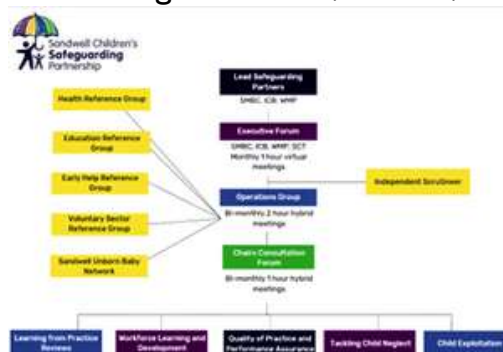 Sandwell Children's
Safeguarding
Partnership
Lead Safeguarding
Partners
SMBC, ICB, WMP
Health Reference Group
Executive Forum
SMBC, ICB, WMP, SCT
Monthly 1 hour virtual
meetings
Education Reference
Group
Early Help Reference
Group
Independent Scrutineer
Operations Group
Bi-monthly 2 hour hybrid
meetings
Voluntary Sector
Reference Group
Chairs Consultation
Forum
Bi-monthly 1 hour hybrid
meetings
Sandwell Unborn Baby
Network
Learning from Practice
Reviews
Workforce Learning and
Development
Quality of Practice and
Performance Assurance
Tackling Child Neglect
Child Exploitation